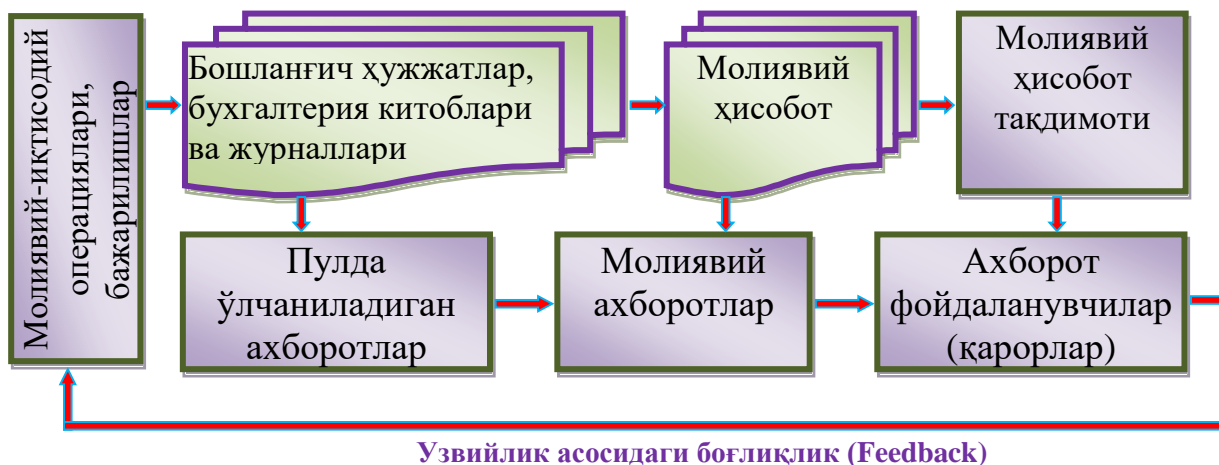 Молиявий-иқтисодий
операциялари,
бажарилишлар
Бошланғич ҳужжатлар,
бухгалтерия китоблари
ва журналлари
Молиявий
ҳисобот
Молиявий
ҳисобот
тақдимоти
Пулда
ўлчаниладиган
ахборотлар
Молиявий
ахборотлар
Ахборот
фойдаланувчилар
(қарорлар)
Узвийлик асосидаги боғлиқлик (Feedback)